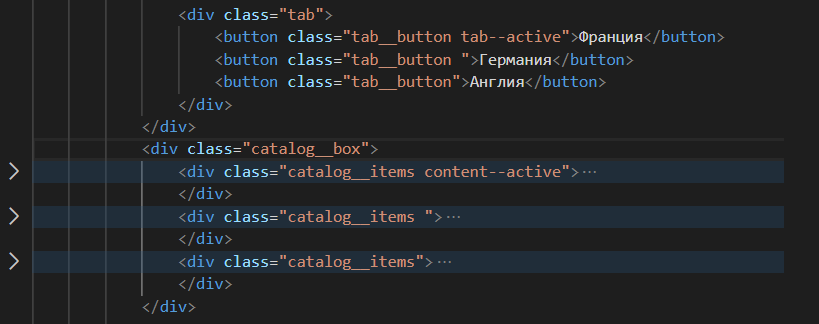 <div class="tab">
<button class="tab__button tab--active">Франция</button>
<button class="tab__button ">Германия</button>
<button class="tab__button">Англия</button>
</div>
</div>
<div class="catalog__box">
<div class="catalog__items content--active">…
</div>
<div class="catalog__items ">…
</div>
<div class="catalog__items">…
</div>
</div>